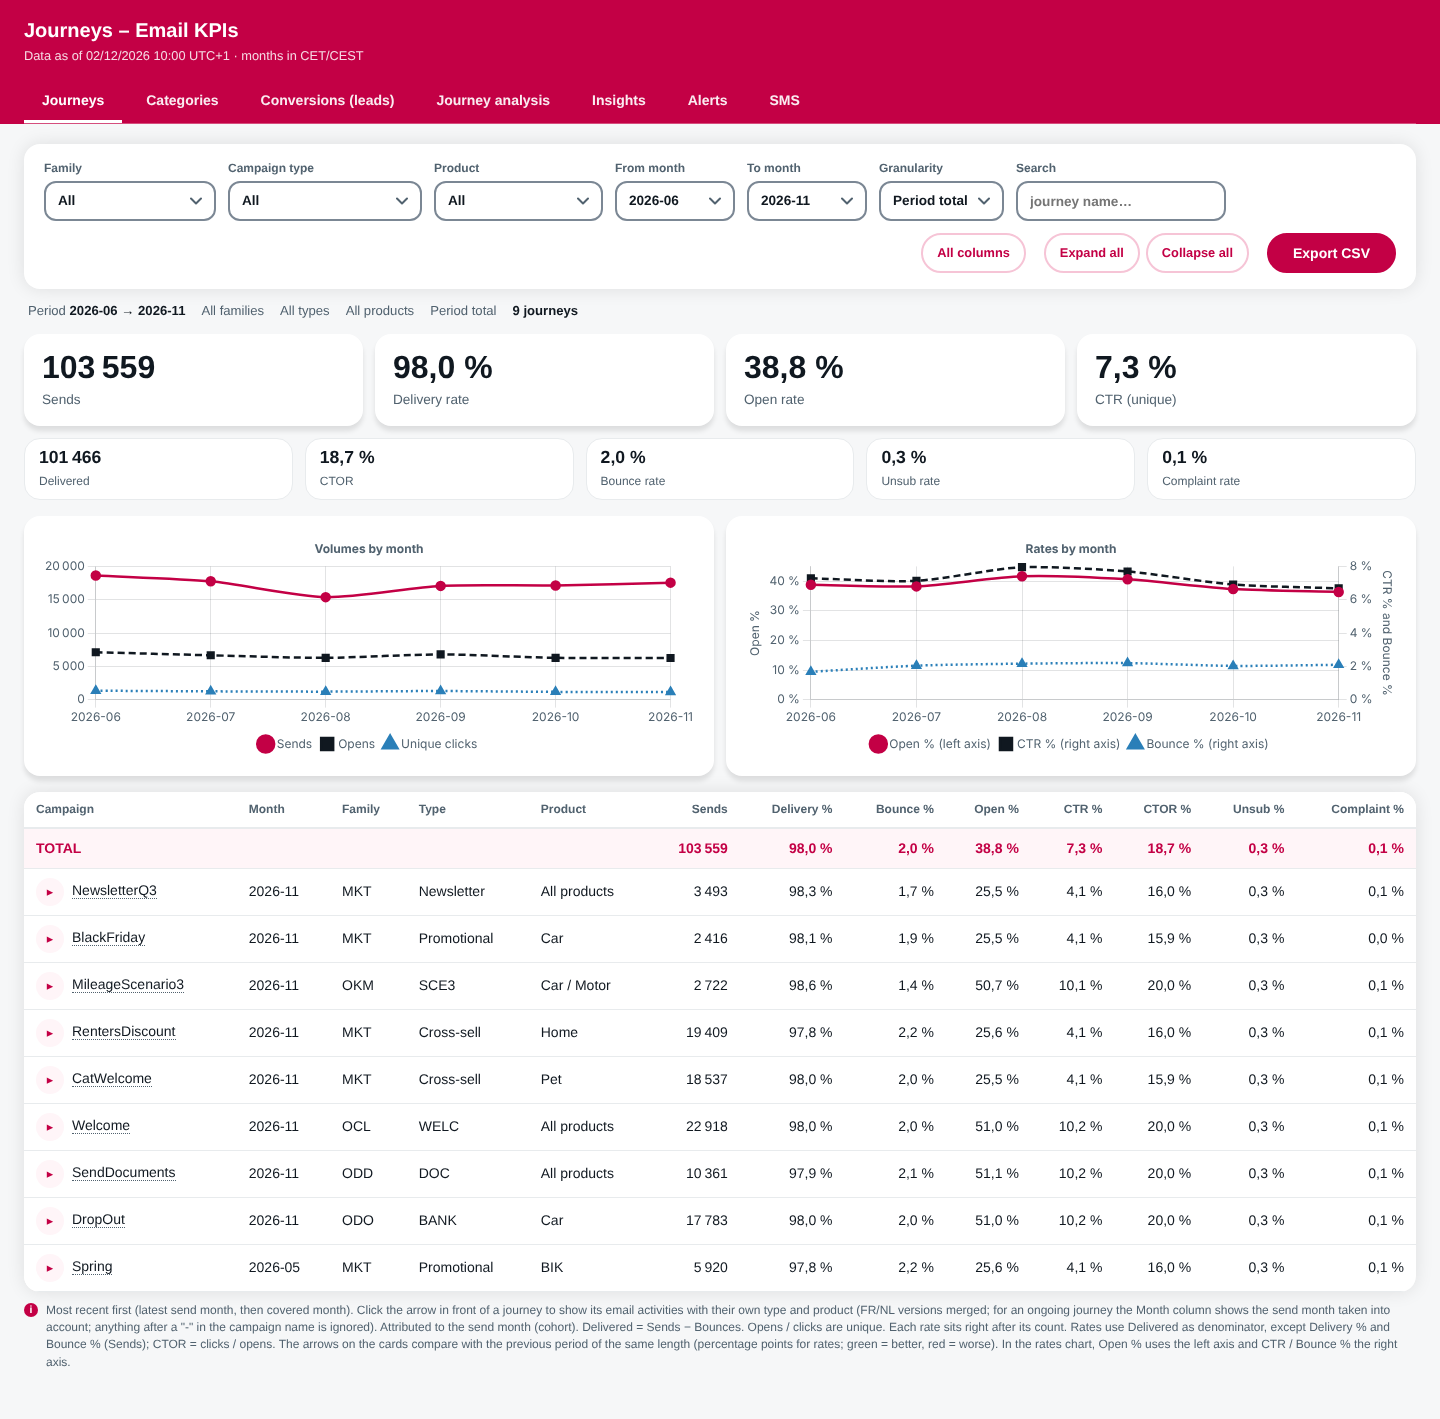 Journeys – Email KPIs
Data as of 02/12/2026 10:00 UTC+1 · months in CET/CEST
Journeys Categories Conversions (leads) Journey analysis Insights Alerts SMS
Family Campaign type Product From month To month Granularity Search
All All All 2026-06 2026-11 Period total journey name…
All columns Expand all Collapse all Export CSV
Period 2026-06 → 2026-11 All families All types All products Period total 9 journeys
103 559 98,0 % 38,8 % 7,3 %
Sends Delivery rate Open rate CTR (unique)
101 466 18,7 % 2,0 % 0,3 % 0,1 %
Delivered CTOR Bounce rate Unsub rate Complaint rate
Volumes by month
20 000
15 000
10 000
5 000
0
2026-06 2026-07 2026-08 2026-09 2026-10 2026-11
Sends Opens Unique clicks
Rates by month
Open %
40 %
30 %
20 %
10 %
0 %
8 %
6 %
4 %
2 %
0 %
CTR % and Bounce %
2026-06 2026-07 2026-08 2026-09 2026-10 2026-11
Open % (left axis) CTR % (right axis) Bounce % (right axis)
Campaign Month Family Type Product Sends Delivery % Bounce % Open % CTR % CTOR % Unsub % Complaint %
TOTAL 103 559 98,0 % 2,0 % 38,8 % 7,3 % 18,7 % 0,3 % 0,1 %
NewsletterQ3 2026-11 MKT Newsletter All products 3 493 98,3 % 1,7 % 25,5 % 4,1 % 16,0 % 0,3 % 0,1 %
BlackFriday 2026-11 MKT Promotional Car 2 416 98,1 % 1,9 % 25,5 % 4,1 % 15,9 % 0,3 % 0,0 %
MileageScenario3 2026-11 OKM SCE3 Car / Motor 2 722 98,6 % 1,4 % 50,7 % 10,1 % 20,0 % 0,3 % 0,1 %
RentersDiscount 2026-11 MKT Cross-sell Home 19 409 97,8 % 2,2 % 25,6 % 4,1 % 16,0 % 0,3 % 0,1 %
CatWelcome 2026-11 MKT Cross-sell Pet 18 537 98,0 % 2,0 % 25,5 % 4,1 % 15,9 % 0,3 % 0,1 %
Welcome 2026-11 OCL WELC All products 22 918 98,0 % 2,0 % 51,0 % 10,2 % 20,0 % 0,3 % 0,1 %
SendDocuments 2026-11 ODD DOC All products 10 361 97,9 % 2,1 % 51,1 % 10,2 % 20,0 % 0,3 % 0,1 %
DropOut 2026-11 ODO BANK Car 17 783 98,0 % 2,0 % 51,0 % 10,2 % 20,0 % 0,3 % 0,1 %
Spring 2026-05 MKT Promotional BIK 5 920 97,8 % 2,2 % 25,6 % 4,1 % 16,0 % 0,3 % 0,1 %
i Most recent first (latest send month, then covered month). Click the arrow in front of a journey to show its email activities with their own type and product (FR/NL versions merged; for an ongoing journey the Month column shows the send month taken into
account; anything after a "-" in the campaign name is ignored). Attributed to the send month (cohort). Delivered = Sends − Bounces. Opens / clicks are unique. Each rate sits right after its count. Rates use Delivered as denominator, except Delivery % and
Bounce % (Sends); CTOR = clicks / opens. The arrows on the cards compare with the previous period of the same length (percentage points for rates; green = better, red = worse). In the rates chart, Open % uses the left axis and CTR / Bounce % the right
axis.